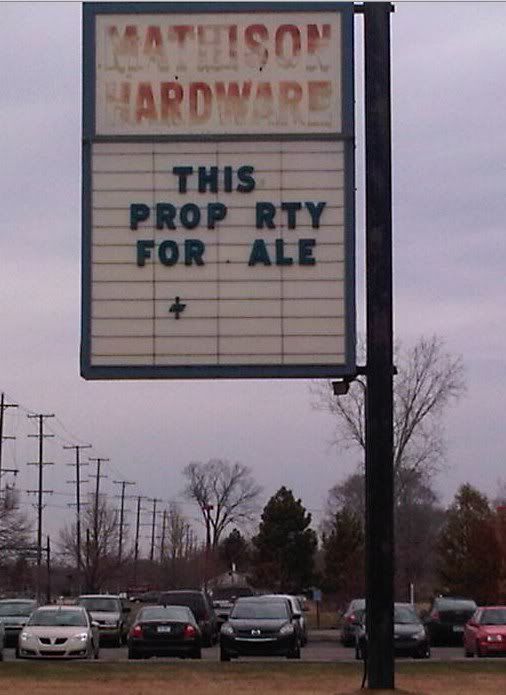 MATHISON
HARDWARE
THIS
PROP RTY
FOR . ALE